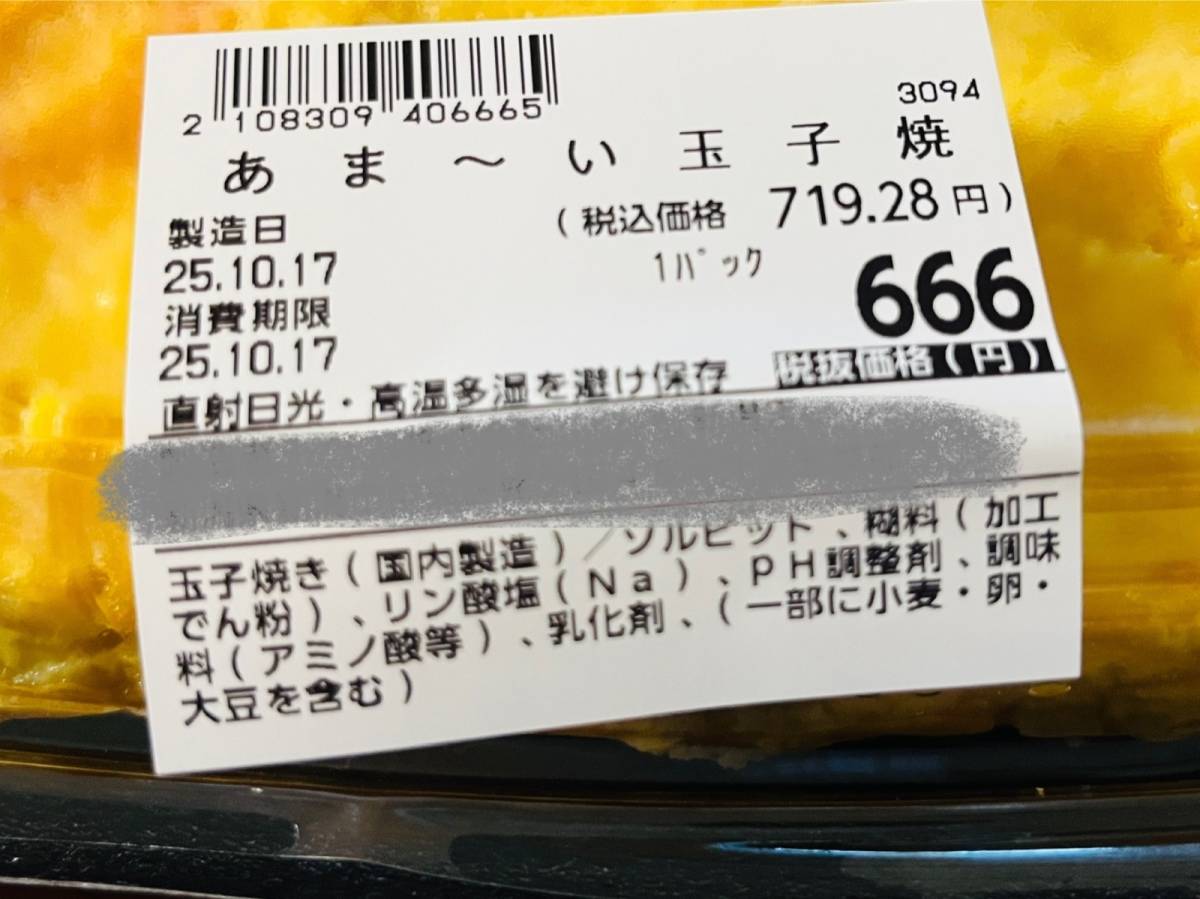 2 108309 406665
3094
あま～い玉子焼
製造日
(税込価格 719.28円)
25.10.17
1パック
消費期限
666
25.10.17
税抜価格(円)
直射日光・高温多湿を避け保存
玉子焼き(国内製造)／ソルビット、糊料(加工
でん粉)、リン酸塩(Na)、pH調整剤、調味
料(アミノ酸等)、乳化剤、(一部に小麦・卵・
大豆を含む)